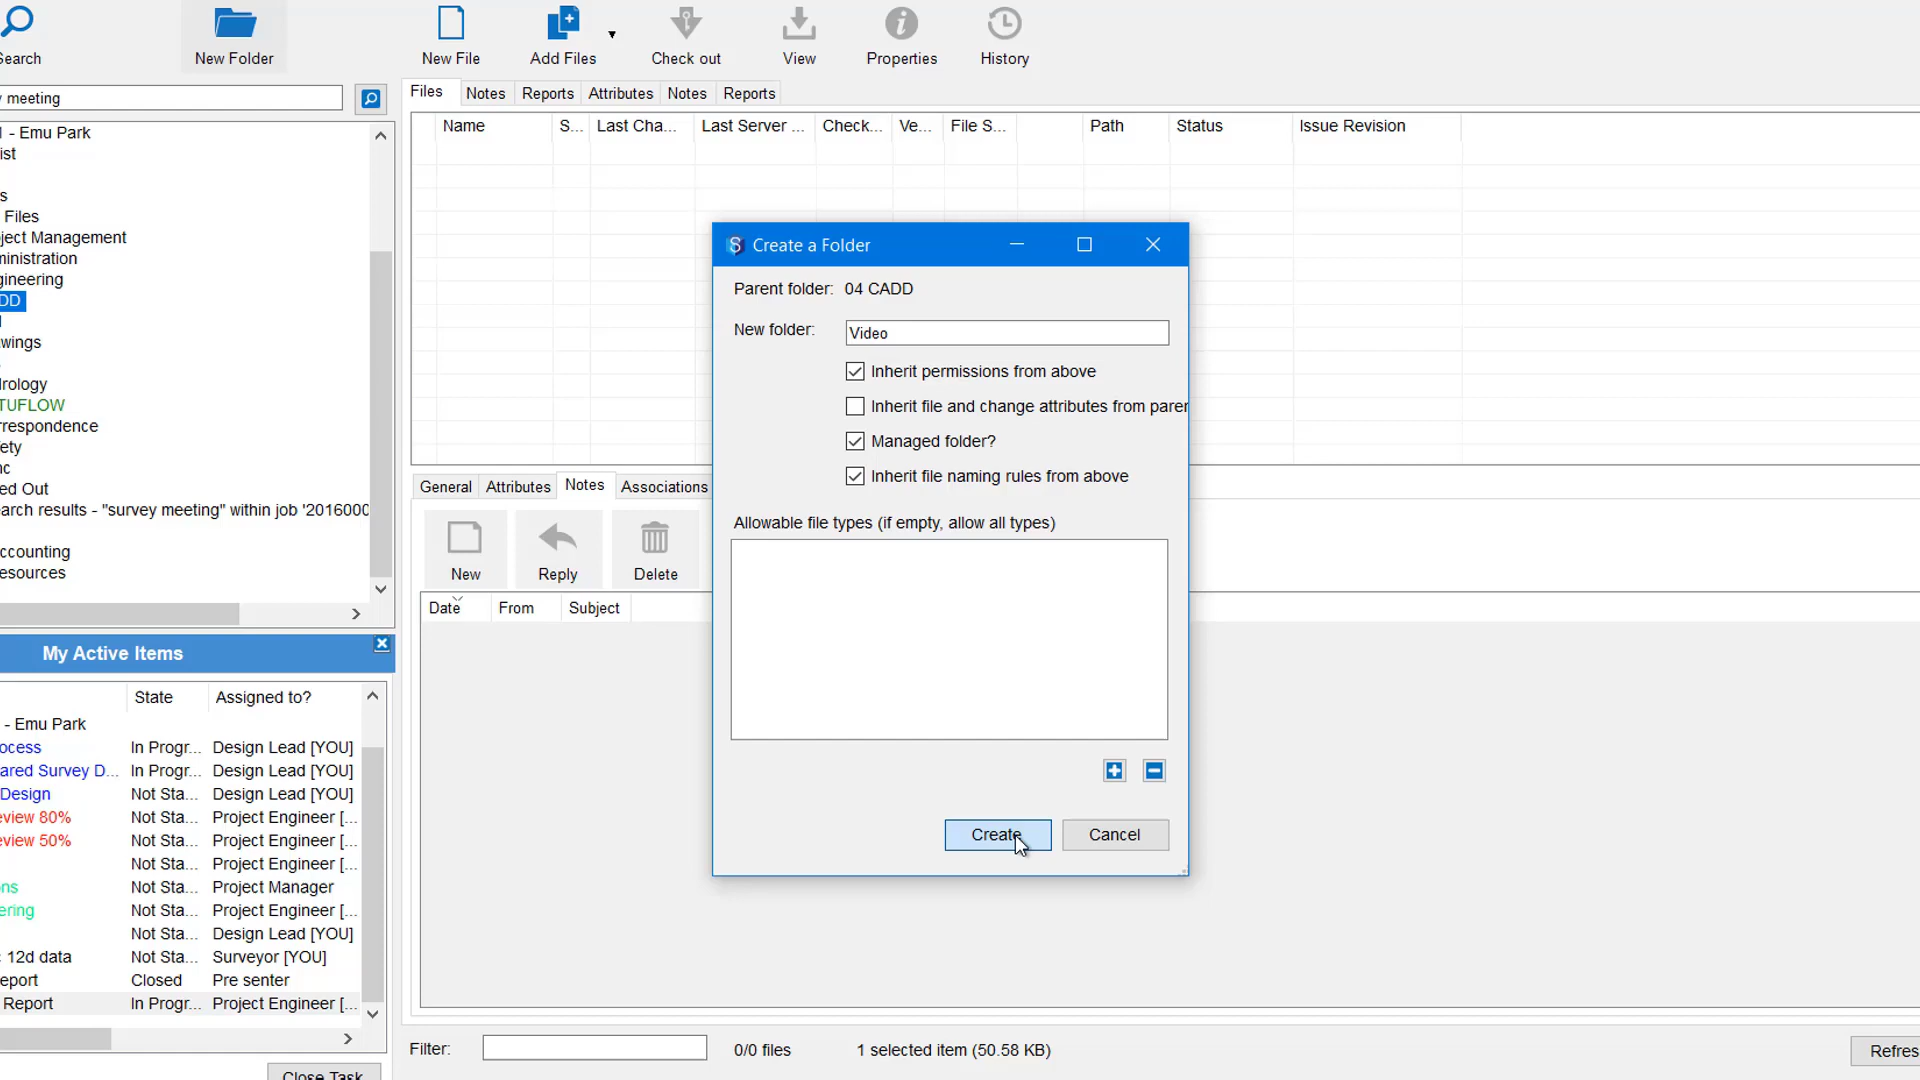 Search
New Folder
New File
Add Files
Check out
View
Properties
History
meeting
Files
Notes
Reports
Attributes
Notes
Reports
- Emu Park
ist
s
Files
ject Management
ministration
gineering
DD
wings
rology
TUFLOW
rrespondence
ety
nc
ed Out
arch results - "survey meeting" within job '2016000
ccounting
esources
Name
S...
Last Cha...
Last Server ...
Check...
Ve...
File S...
Path
Status
Issue Revision
Create a Folder
Parent folder: 04 CADD
New folder: Video
Inherit permissions from above
Inherit file and change attributes from paren
Managed folder?
Inherit file naming rules from above
Allowable file types (if empty, allow all types)
Create
Cancel
General
Attributes
Notes
Associations
New
Reply
Delete
Date
From
Subject
My Active Items
State Assigned to?
- Emu Park
ocess In Progr... Design Lead [YOU]
ared Survey D... In Progr... Design Lead [YOU]
Design Not Sta... Design Lead [YOU]
eview 80% Not Sta... Project Engineer [...
eview 50% Not Sta... Project Engineer [...
Not Sta... Project Engineer [...
ns Not Sta... Project Manager
ering Not Sta... Project Engineer [...
Not Sta... Design Lead [YOU]
12d data Not Sta... Surveyor [YOU]
eport Closed Pre senter
Report In Progr... Project Engineer [...
Close Task
Filter:
0/0 files
1 selected item (50.58 KB)
Refres